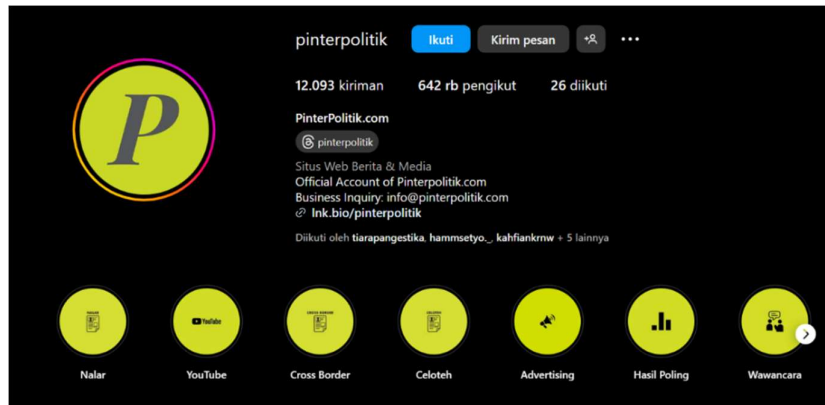 pinterpolitik Ikuti Kirim pesan
12.093 kiriman 642 rb pengikut 26 diikuti
PinterPolitik.com
pinterpolitik
Situs Web Berita & Media
Official Account of Pinterpolitik.com
Business Inquiry: info@pinterpolitik.com
lnk.bio/pinterpolitik
Diikuti oleh tiarapangestika, hammsetyo._, kahfiankrnw + 5 lainnya
P
YouTube
CROSS BORDER
Nalar YouTube Cross Border Celoteh Advertising Hasil Poling Wawancara